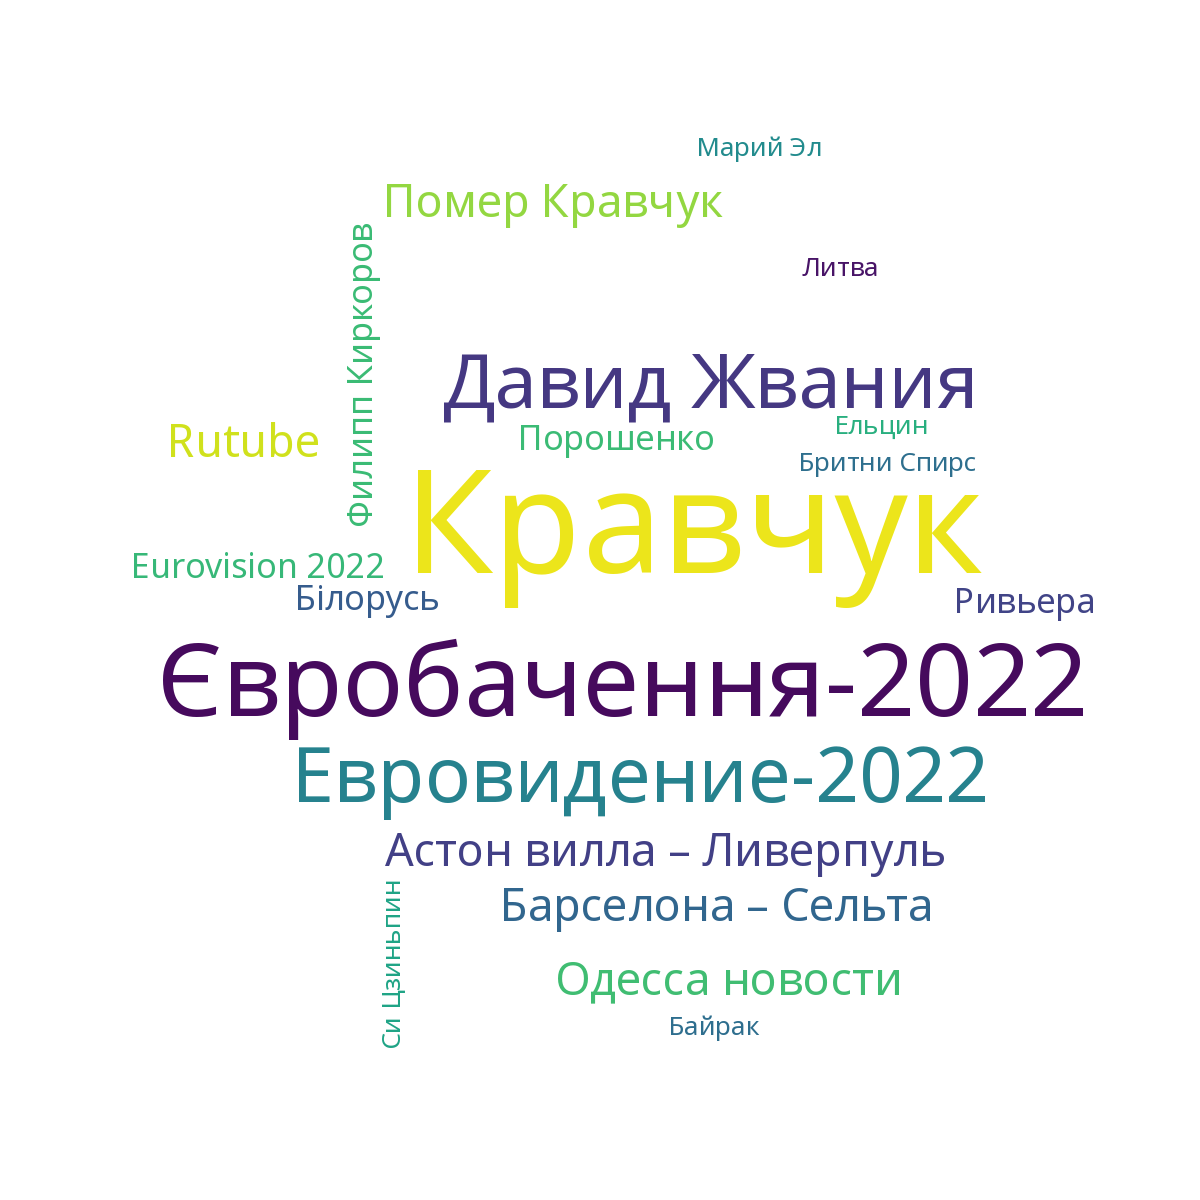 Марий Эл
Помер Кравчук
Филипп Киркоров
Литва
Давид Жвания
Rutube
Порошенко
Ельцин
Бритни Спирс
Кравчук
Eurovision 2022
Білорусь
Ривьера
Євробачення-2022
Евровидение-2022
Астон вилла – Ливерпуль
Барселона – Сельта
Си Цзиньпин
Одесса новости
Байрак